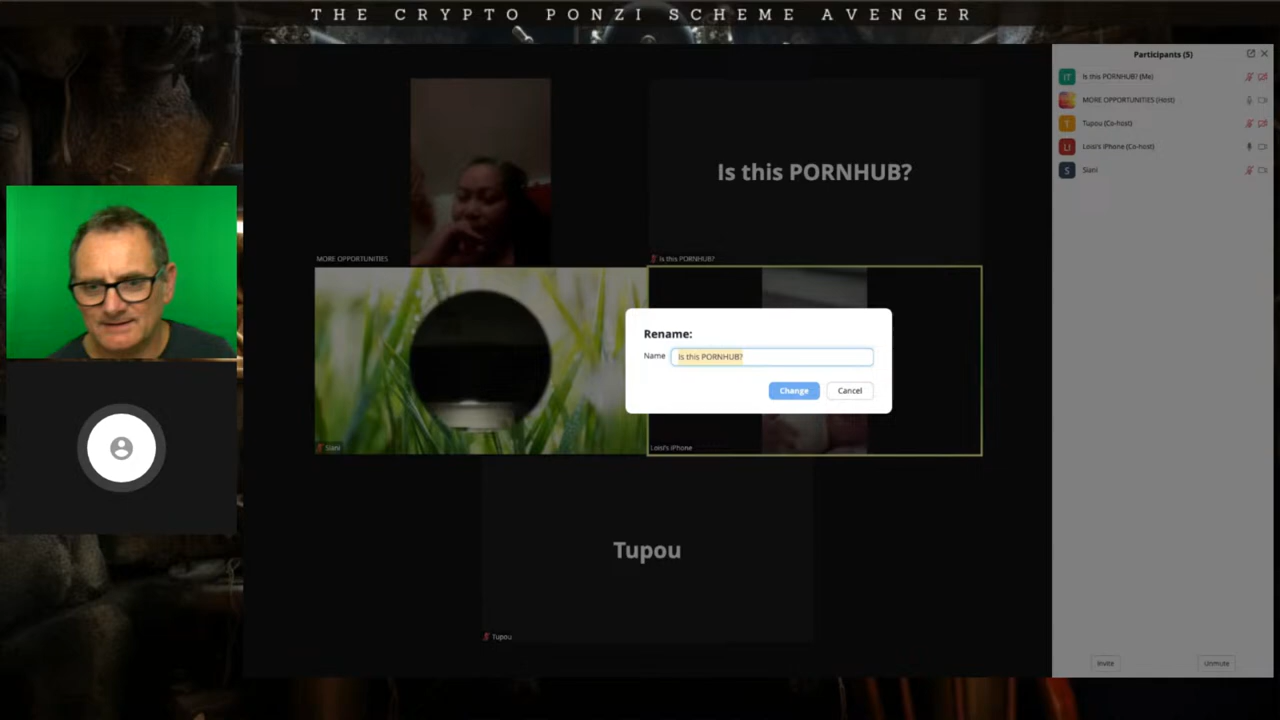 THE CRYPTO PONZI SCHEME AVENGER
Participants (5)
IT Is this PORNHUB? (Me)
MORE OPPORTUNITIES (Host)
T Tupou (Co-host)
LI Loisi's iPhone (Co-host)
S Siani
Is this PORNHUB?
MORE OPPORTUNITIES
Is this PORNHUB?
Rename:
Name Is this PORNHUB?
Change Cancel
Siani
Loisi's iPhone
Tupou
Tupou
Invite Unmute